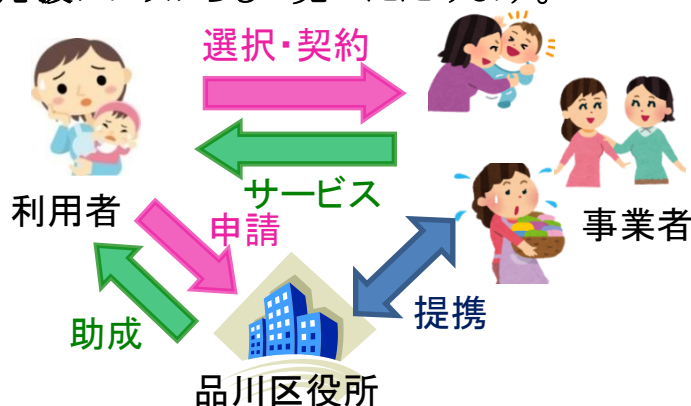 選択・契約
サービス
利用者
申請
事業者
助成
提携
品川区役所